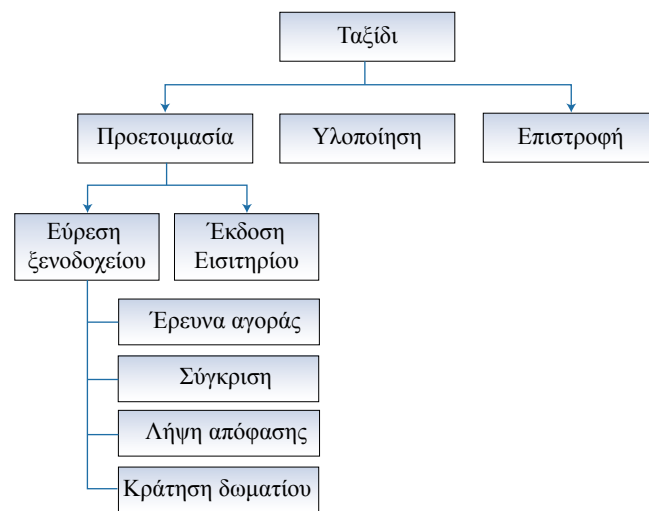 Ταξίδι
Προετοιμασία
Υλοποίηση
Επιστροφή
Εύρεση
ξενοδοχείου
Έκδοση
Εισιτηρίου
Έρευνα αγοράς
Σύγκριση
Λήψη απόφασης
Κράτηση δωματίου